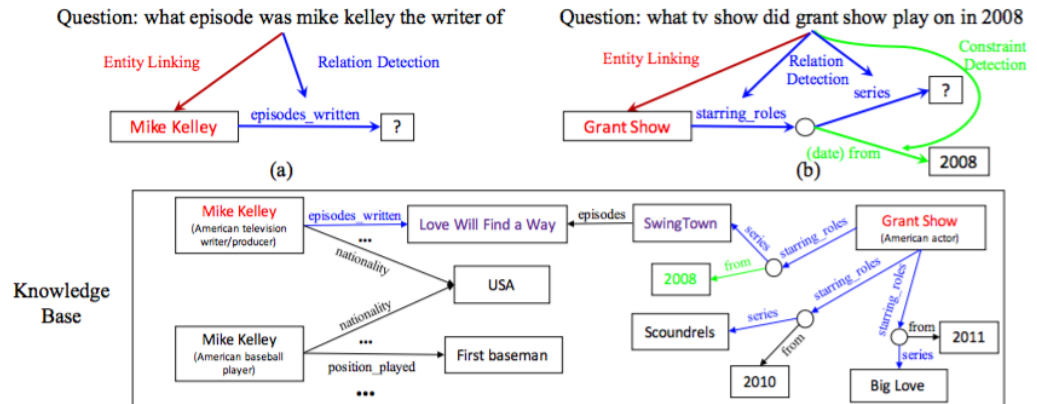 Question: what episode was mike kelley the writer of
Entity Linking
Relation Detection
Mike Kelley
episodes_written
?
(a)
Question: what tv show did grant show play on in 2008
Entity Linking
Relation
Detection
Constraint
Detection
series
?
Grant Show
starring_roles
(date) from
2008
(b)
Knowledge
Base
Mike Kelley
(American television
writer/producer)
episodes_written
Love Will Find a Way
episodes
SwingTown
series
starring_roles
Grant Show
(American actor)
...
nationality
USA
from
2008
starring_roles
series
Scoundrels
from
2010
starring_roles
from
2011
series
Big Love
nationality
Mike Kelley
(American baseball
player)
...
position_played
First baseman
...